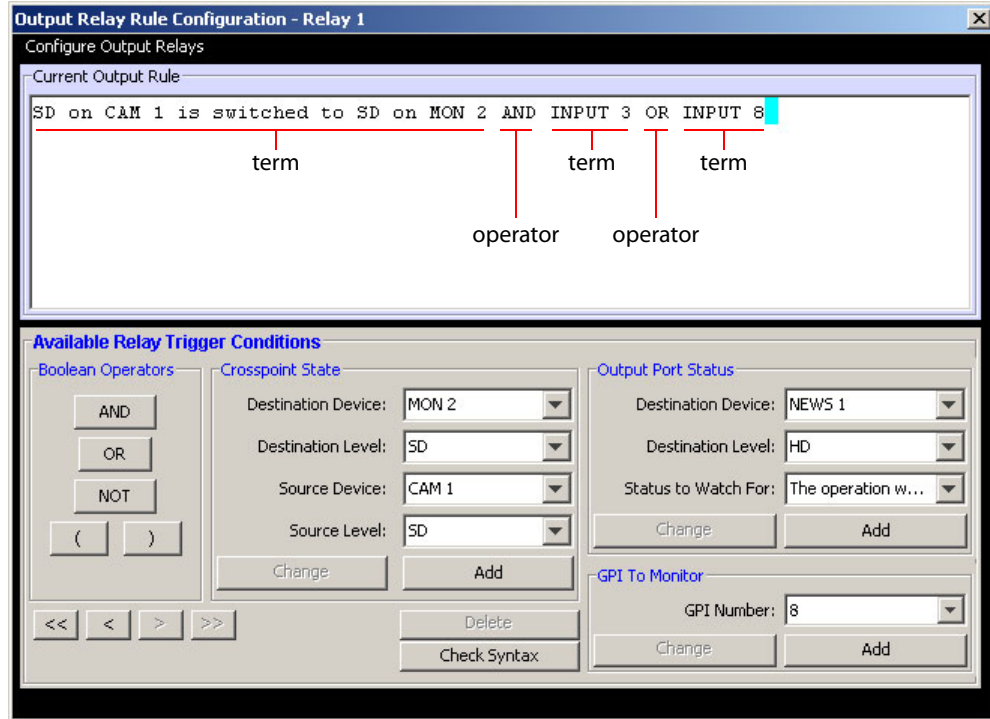 Output Relay Rule Configuration - Relay 1
Configure Output Relays
Current Output Rule
SD on CAM 1 is switched to SD on MON 2 AND INPUT 3 OR INPUT 8
term term term
operator operator
Available Relay Trigger Conditions
Boolean Operators
AND
OR
NOT
( )
Crosspoint State
Destination Device: MON 2
Destination Level: SD
Source Device: CAM 1
Source Level: SD
Change Add
Output Port Status
Destination Device: NEWS 1
Destination Level: HD
Status to Watch For: The operation w...
Change Add
GPI To Monitor
GPI Number: 8
Change Add
<< < > >>
Delete
Check Syntax